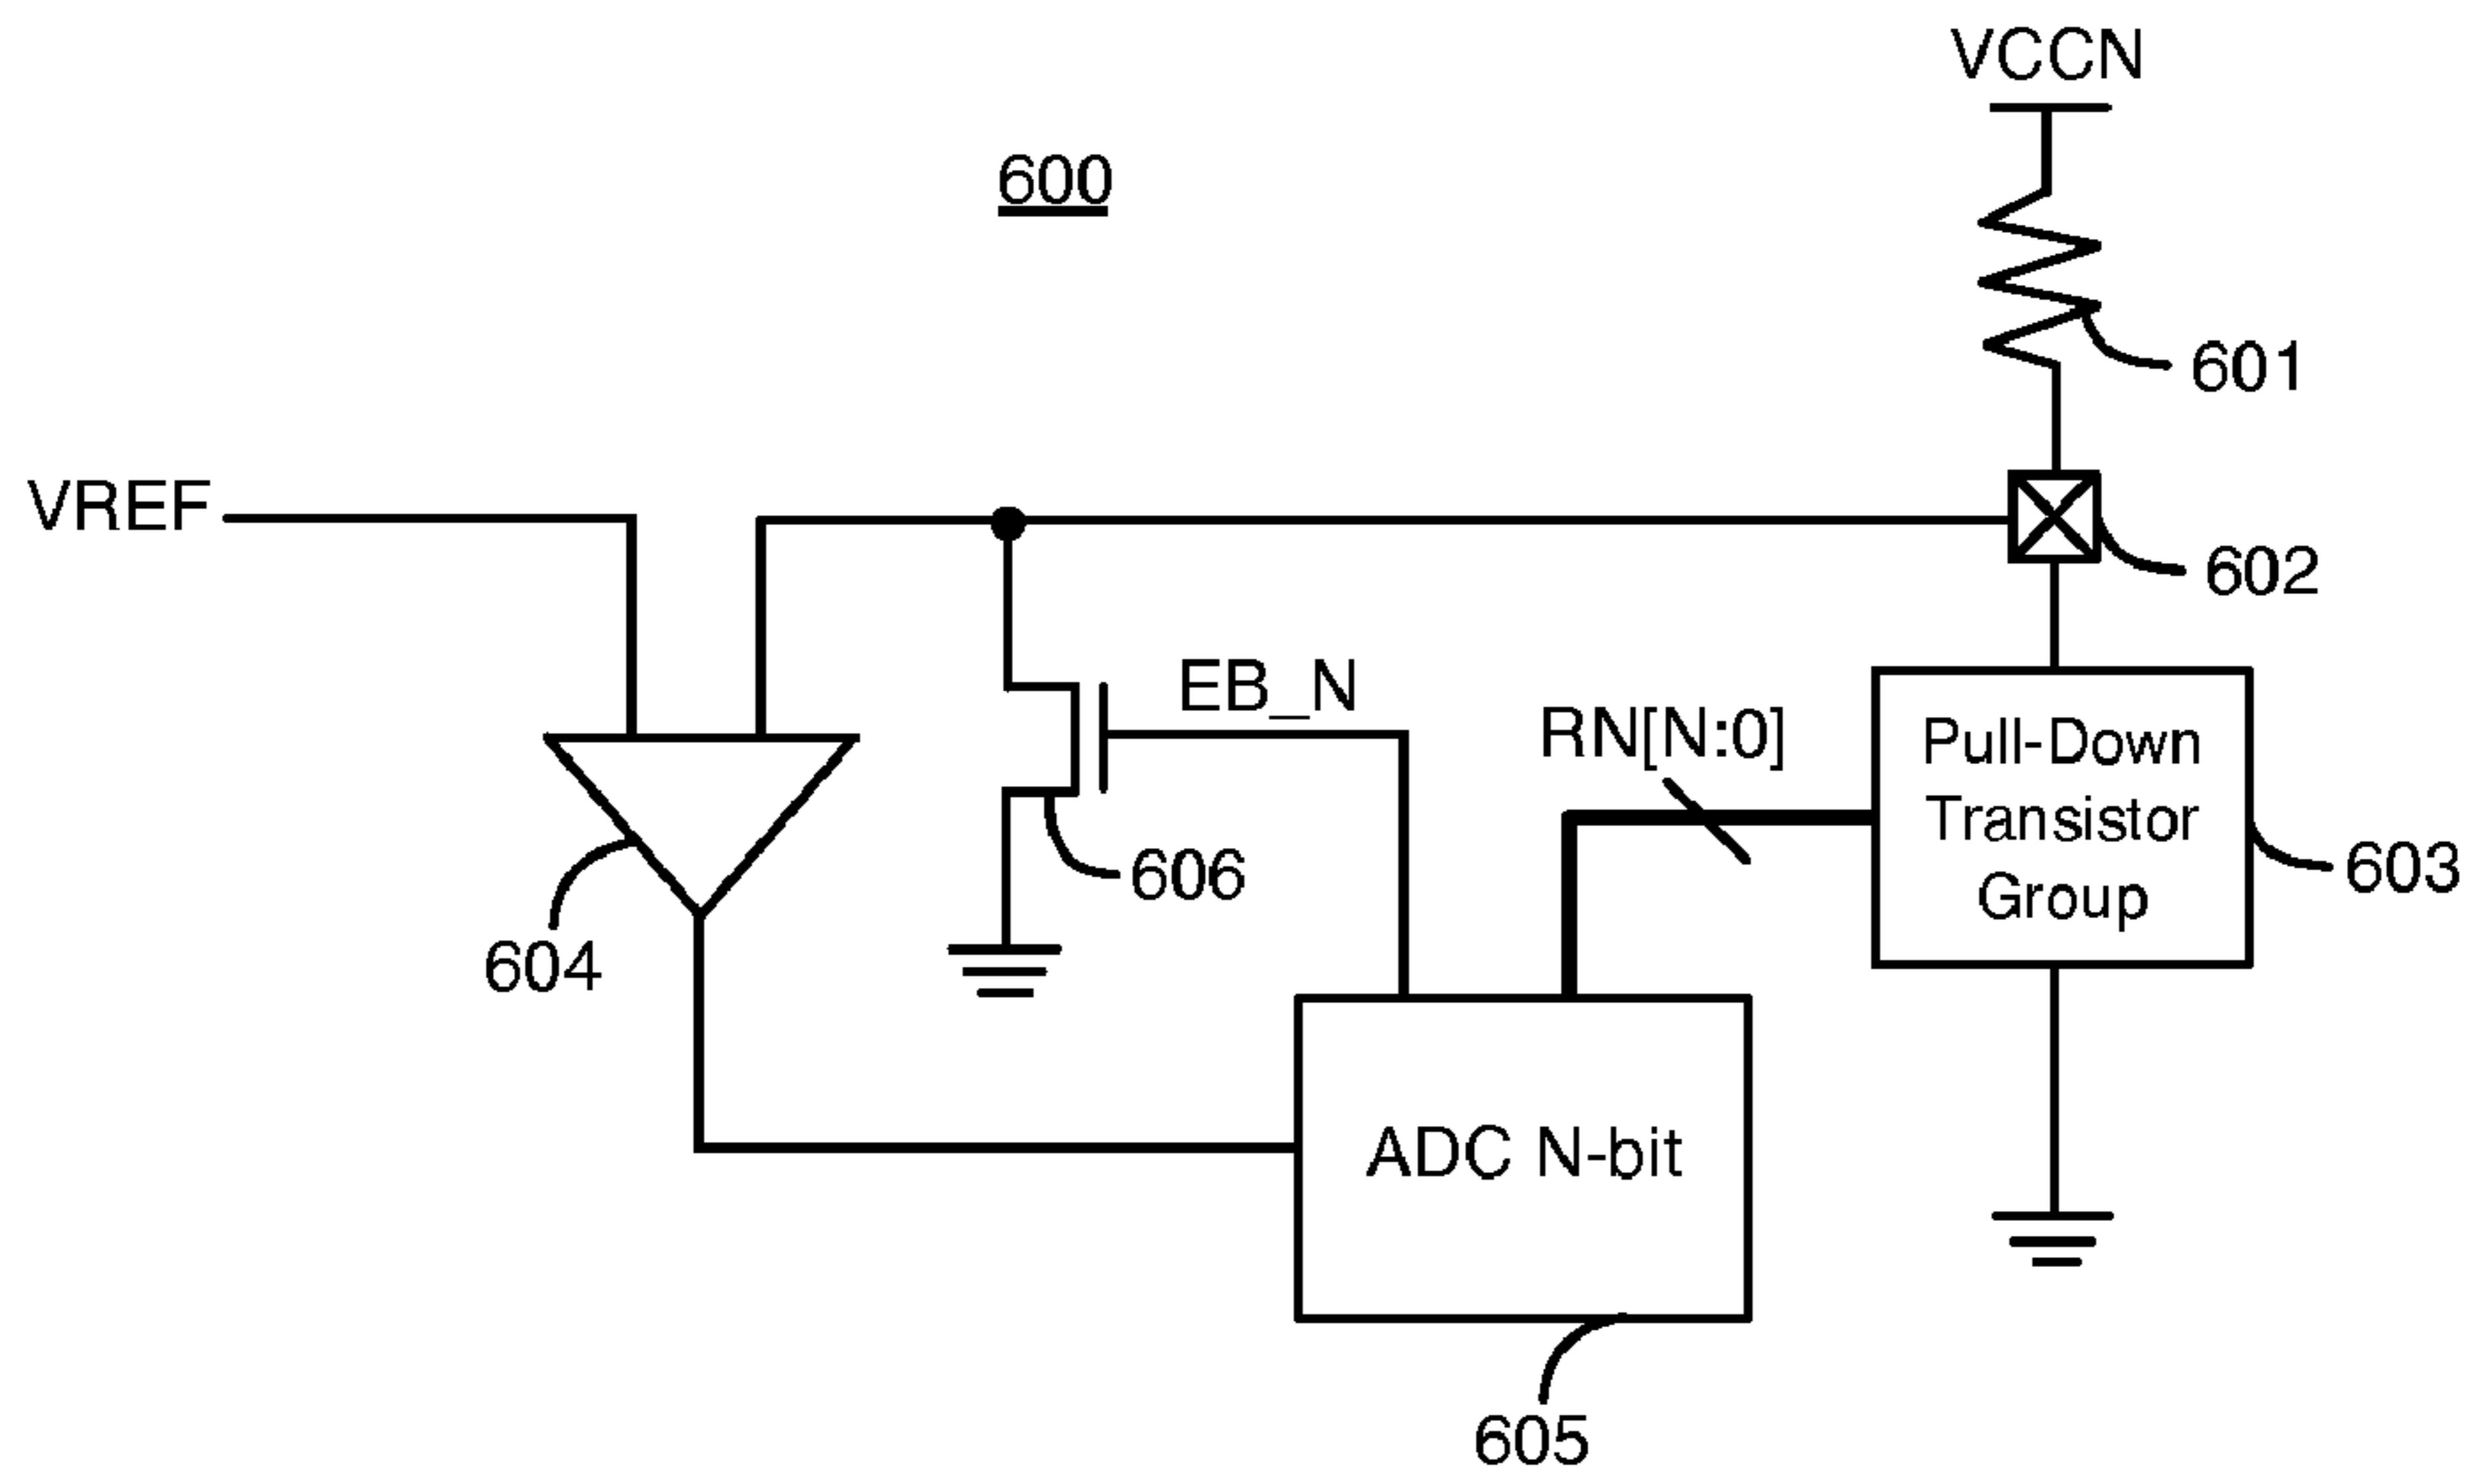 VCCN
600
601
VREF
602
EB_N
RN[N:0]
Pull-Down
Transistor
Group
603
606
604
ADC N-bit
605